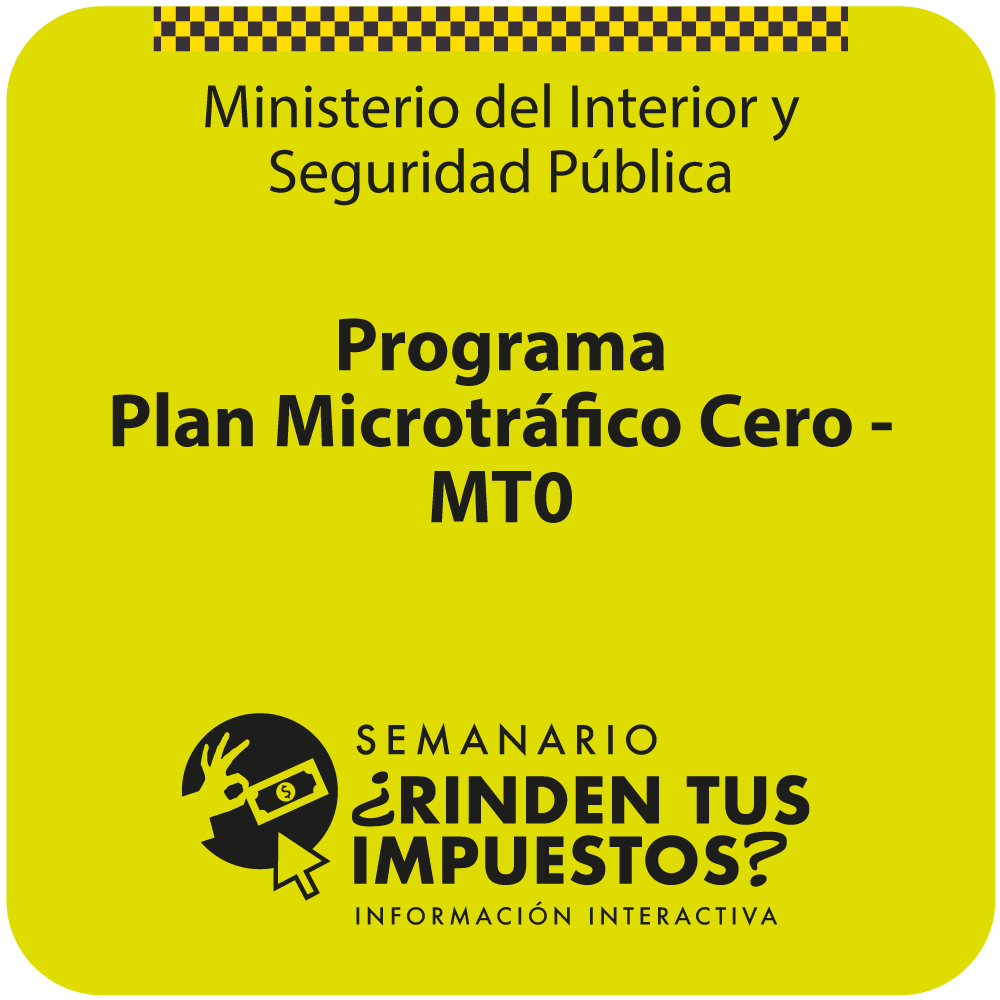 Ministerio del Interior y
Seguridad Pública
Programa
Plan Microtráfico Cero -
MT0
$
SEMANARIO
¿RINDEN TUS
IMPUESTOS?
INFORMACIÓN INTERACTIVA